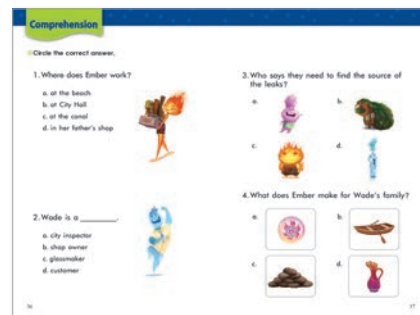 Comprehension
Circle the correct answer.
1. Where does Ember work?
a. at the beach
b. at City Hall
c. at the canal
d. in her father's shop
2. Wade is a ________.
a. city inspector
b. shop owner
c. glassmaker
d. customer
3. Who says they need to find the source of
the leaks?
a.
b.
c.
d.
4. What does Ember make for Wade's family?
a.
b.
c.
d.
36
37